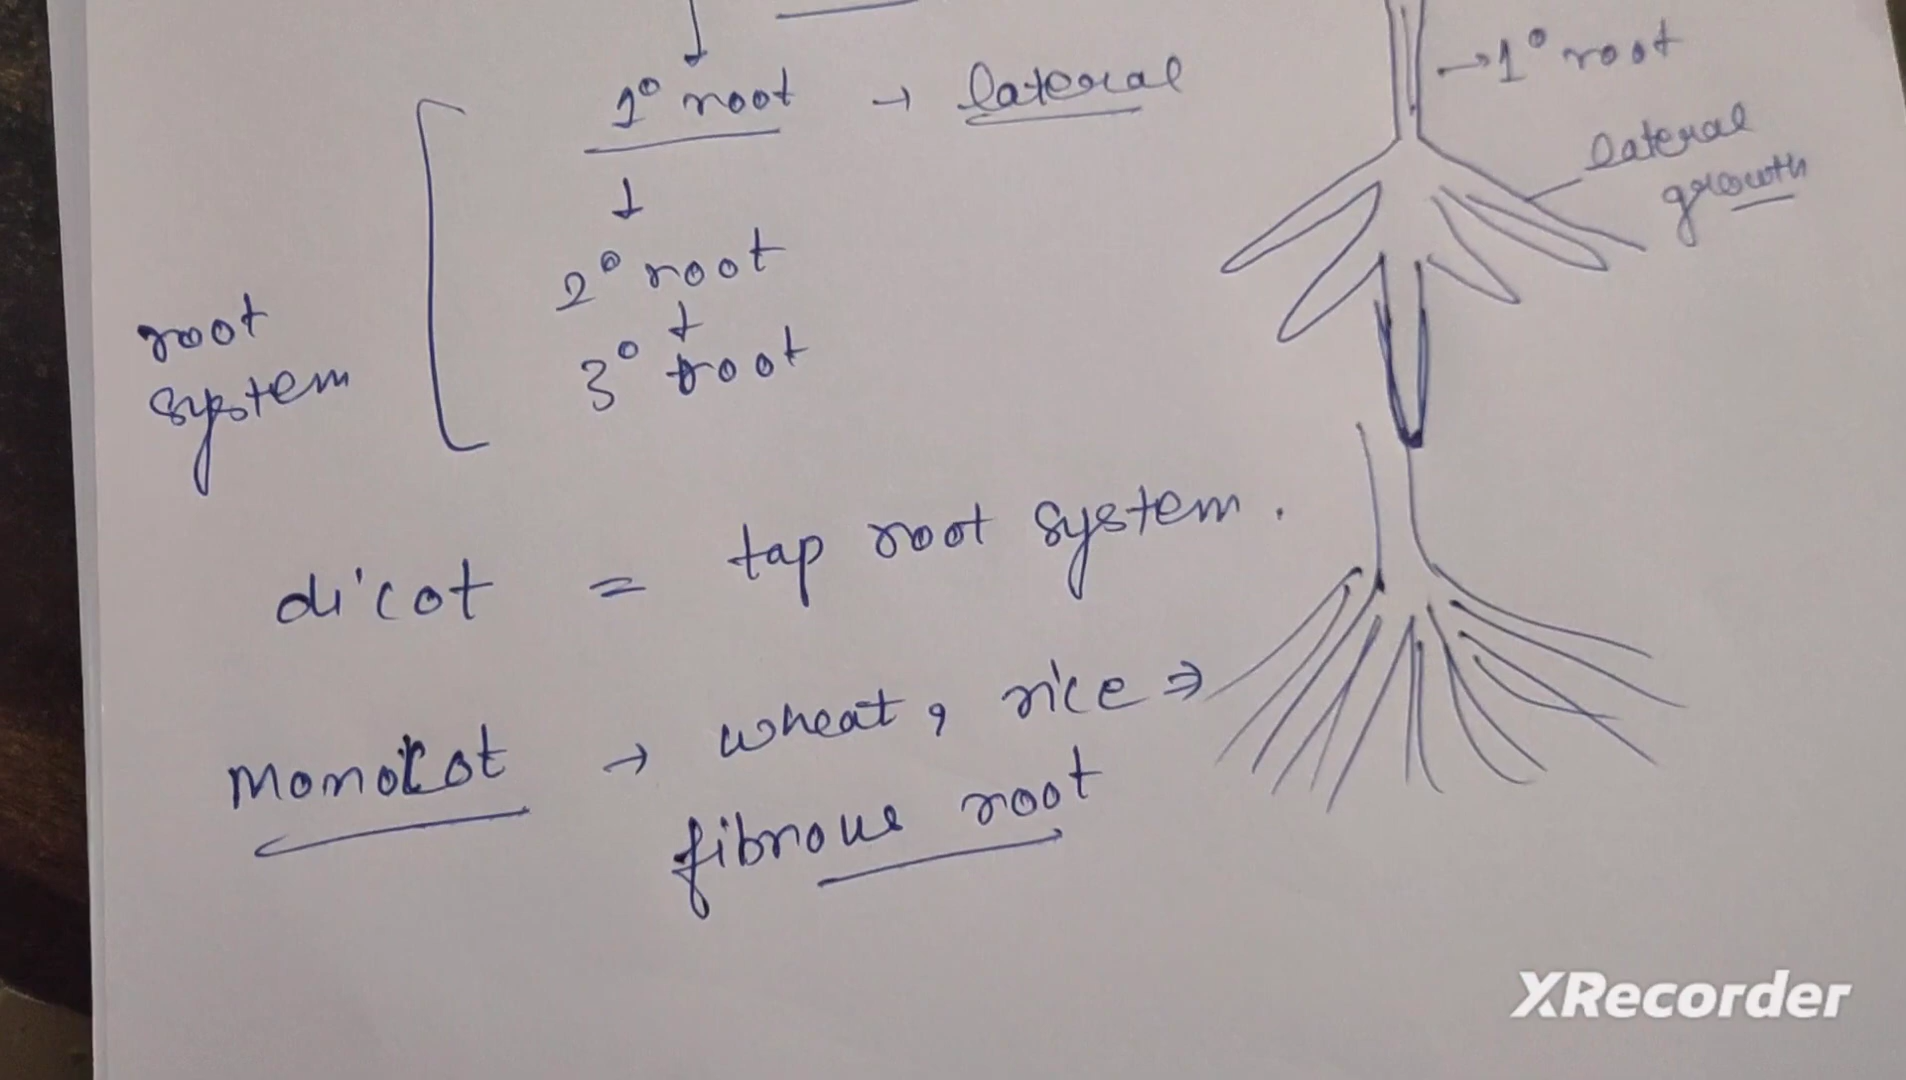 1° root → lateral
↓
2° root
↓
3° root
root
system
→ 1° root
lateral
growth
dicot = tap root system.
Monocot → wheat, rice ⇒
fibrous root
XRecorder